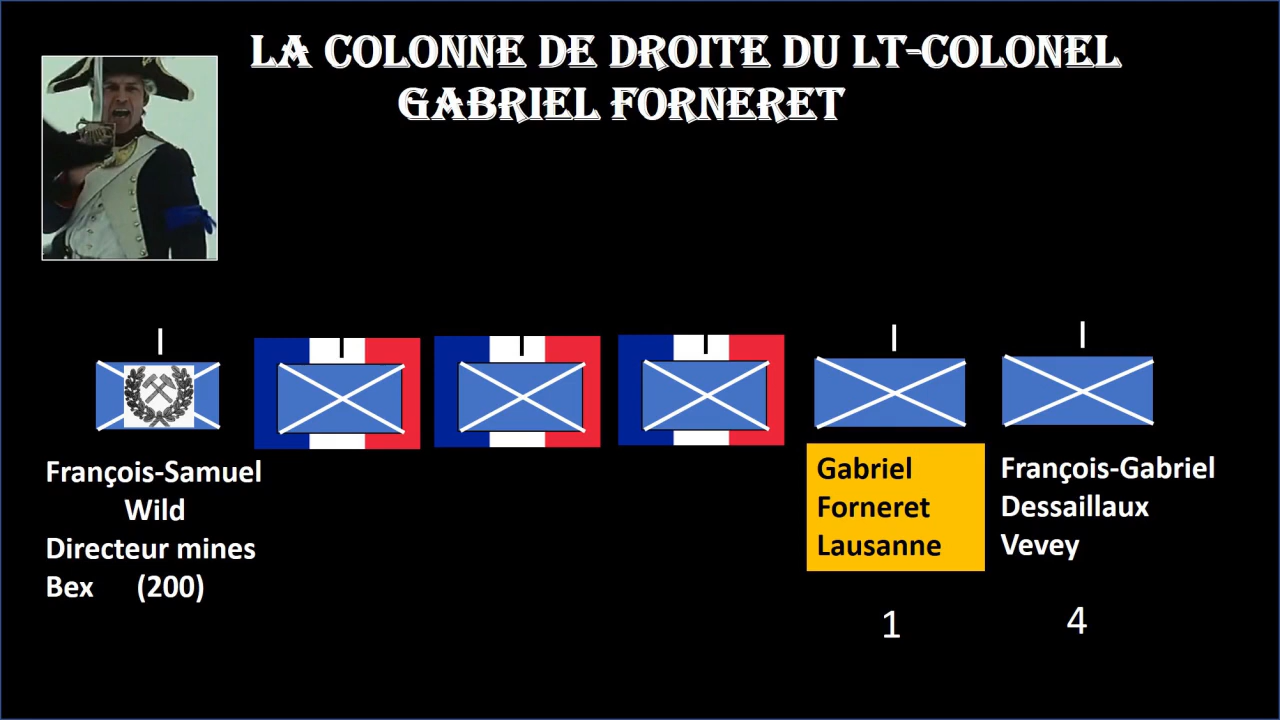 LA COLONNE DE DROITE DU LT-COLONEL
GABRIEL FORNERET
François-Samuel
Wild
Directeur mines
Bex (200)
Gabriel
Forneret
Lausanne
1
François-Gabriel
Dessaillaux
Vevey
4